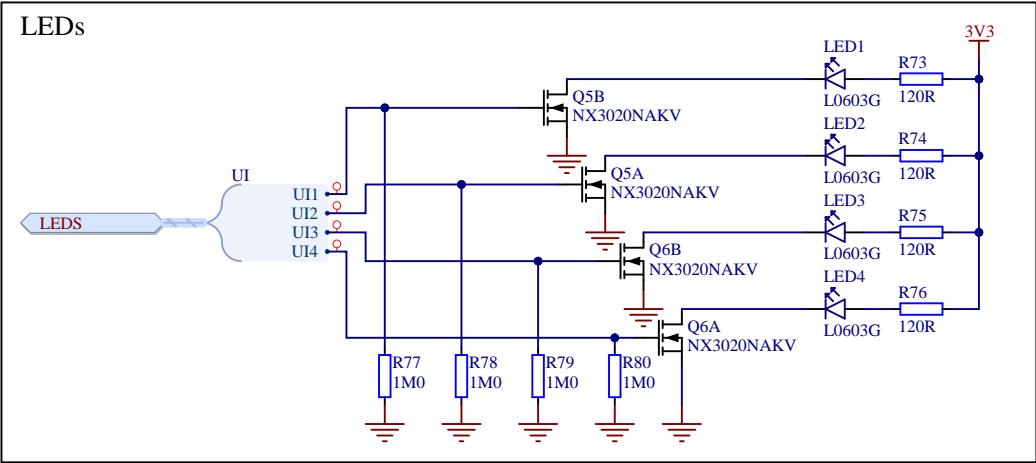 LEDs
3V3
LED1
R73
L0603G
120R
Q5B
NX3020NAKV
LED2
R74
L0603G
120R
Q5A
NX3020NAKV
UI
UI1
UI2
UI3
UI4
LEDS
LED3
R75
L0603G
120R
Q6B
NX3020NAKV
LED4
R76
L0603G
120R
Q6A
NX3020NAKV
R77
1M0
R78
1M0
R79
1M0
R80
1M0